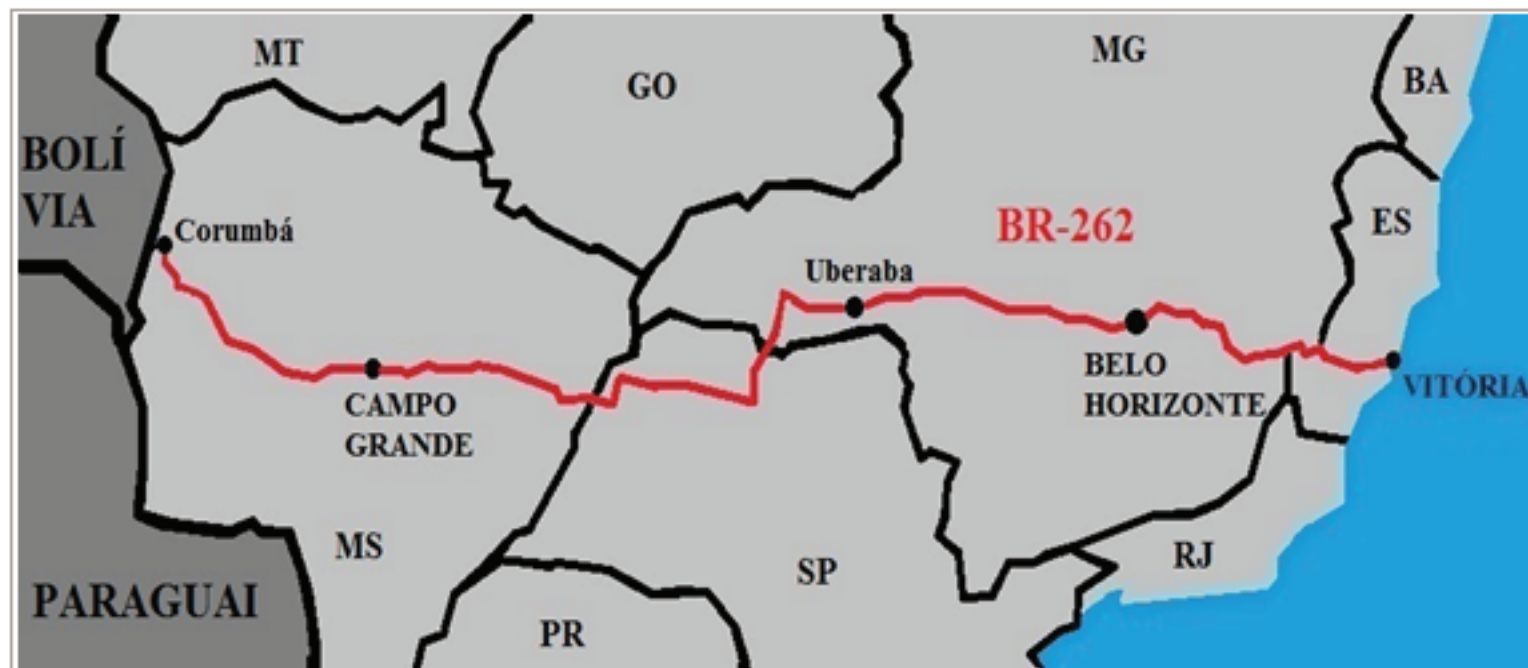 MT
GO
MG
BA
BOLÍ
VIA
Corumbá
BR-262
ES
Uberaba
CAMPO
GRANDE
BELO
HORIZONTE
VITÓRIA
MS
SP
RJ
PARAGUAI
PR